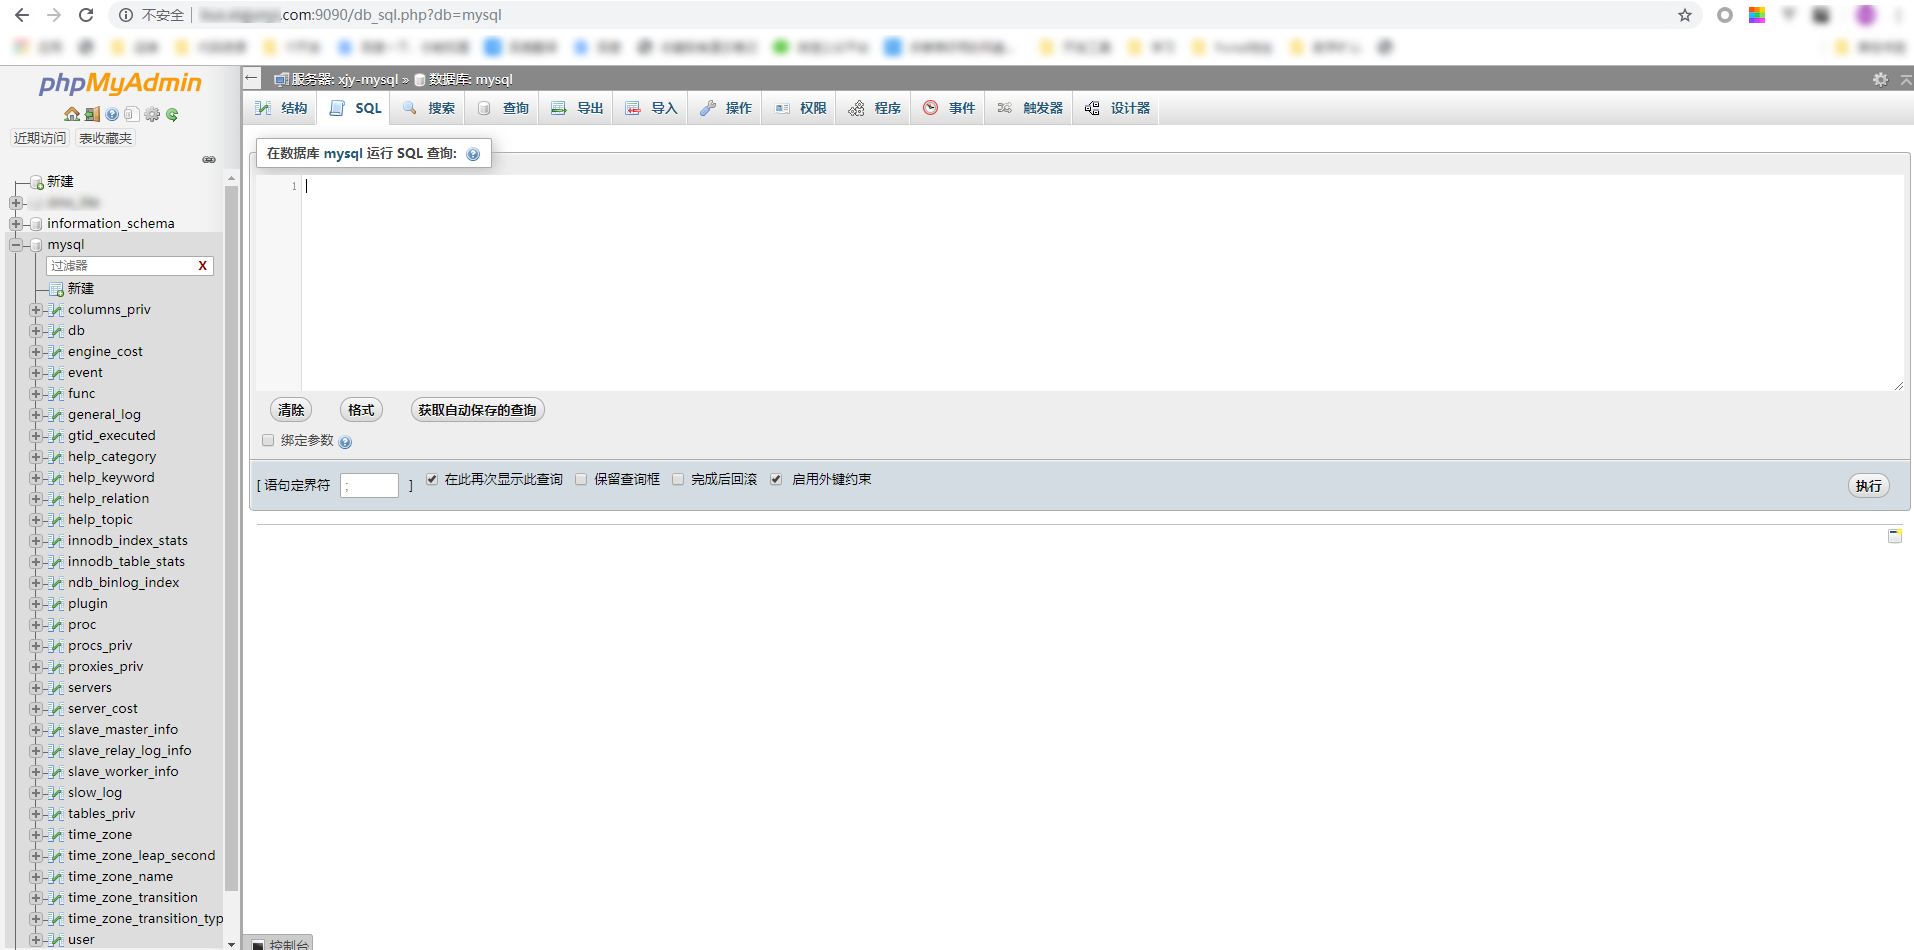 不安全 .com:9090/db_sql.php?db=mysql
phpMyAdmin
近期访问 表收藏夹
新建
information_schema
mysql
过滤器 X
新建
columns_priv
db
engine_cost
event
func
general_log
gtid_executed
help_category
help_keyword
help_relation
help_topic
innodb_index_stats
innodb_table_stats
ndb_binlog_index
plugin
proc
procs_priv
proxies_priv
servers
server_cost
slave_master_info
slave_relay_log_info
slave_worker_info
slow_log
tables_priv
time_zone
time_zone_leap_second
time_zone_name
time_zone_transition
time_zone_transition_typ
user
服务器: xjy-mysql » 数据库: mysql
结构 SQL 搜索 查询 导出 导入 操作 权限 程序 事件 触发器 设计器
在数据库 mysql 运行 SQL 查询:
1
清除 格式 获取自动保存的查询
绑定参数
[ 语句定界符 ; ] 在此再次显示此查询 保留查询框 完成后回滚 启用外键约束 执行
控制台